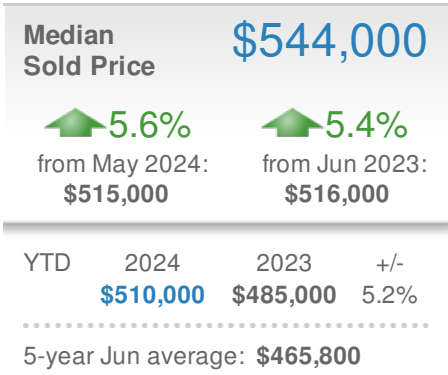 Median $544,000
Sold Price
5.6% 5.4%
from May 2024: from Jun 2023:
$515,000 $516,000
YTD 2024 2023 +/-
$510,000 $485,000 5.2%
5-year Jun average: $465,800